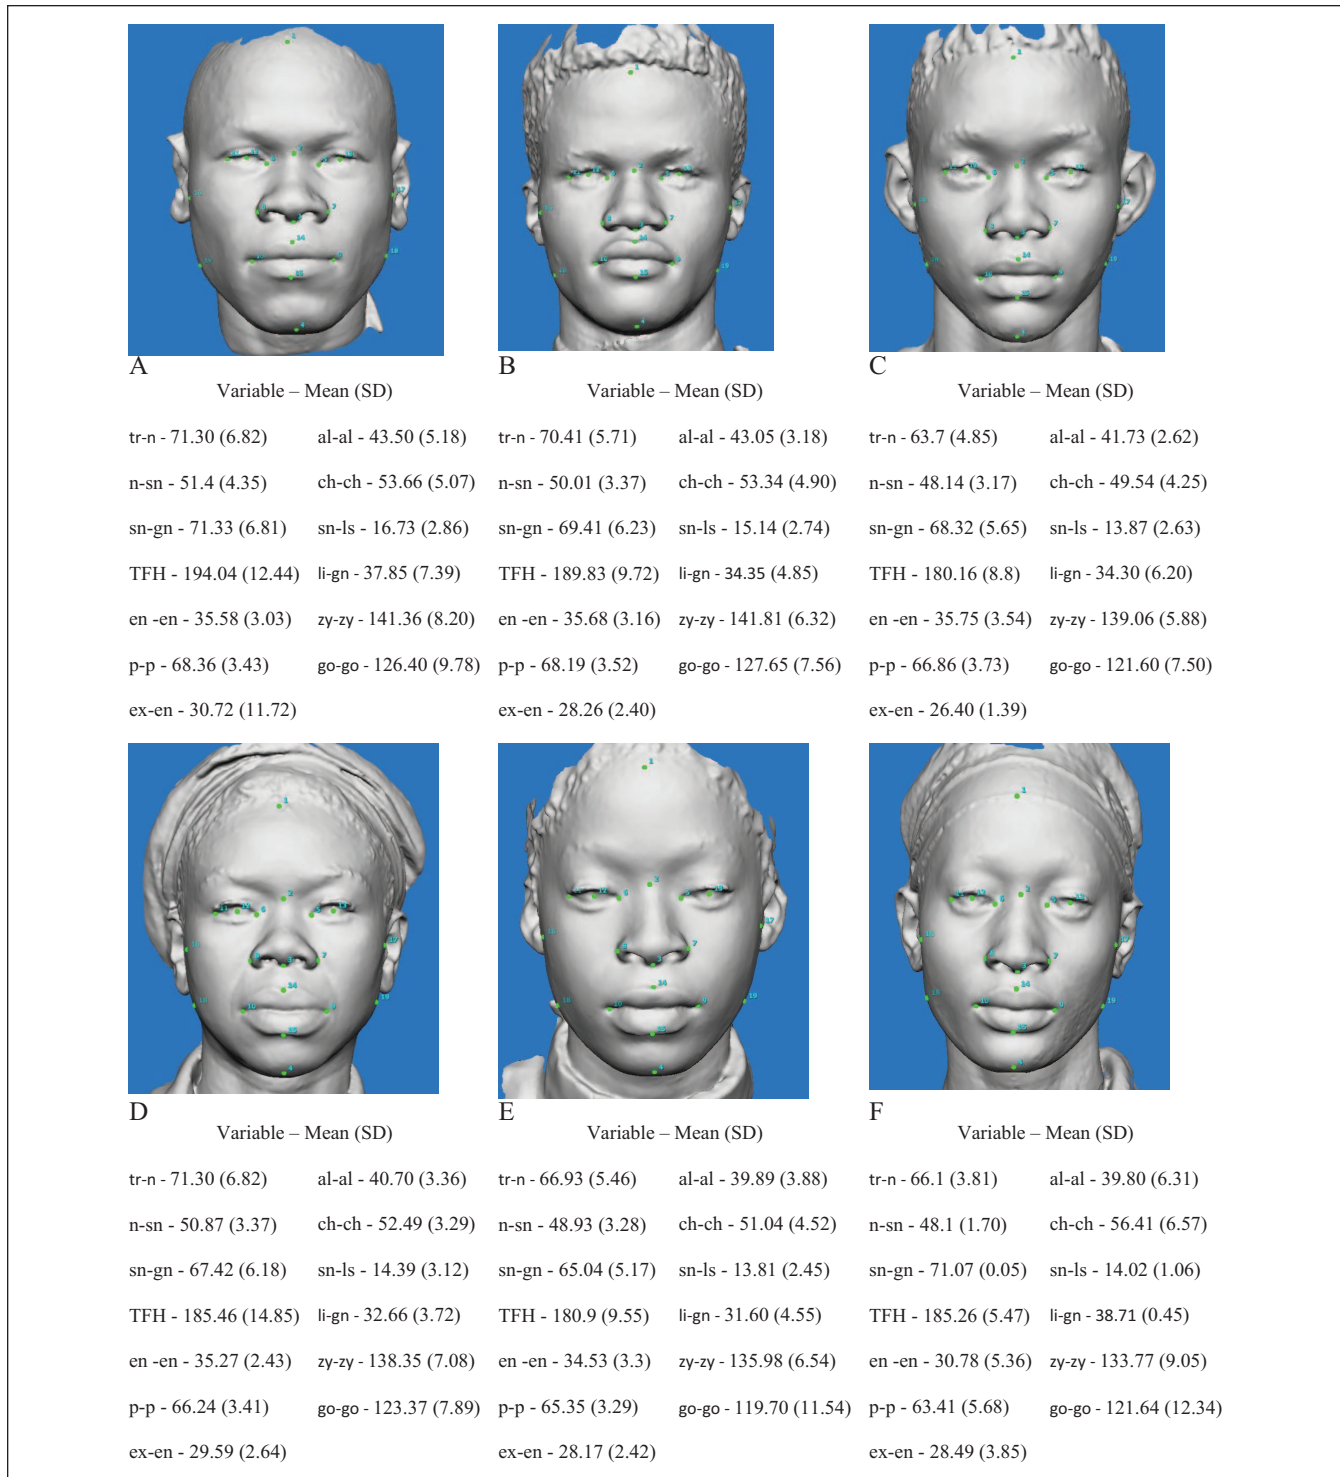 A
B
C
Variable – Mean (SD)
tr-n - 71.30 (6.82) al-al - 43.50 (5.18)
n-sn - 51.4 (4.35) ch-ch - 53.66 (5.07)
sn-gn - 71.33 (6.81) sn-ls - 16.73 (2.86)
TFH - 194.04 (12.44) li-gn - 37.85 (7.39)
en -en - 35.58 (3.03) zy-zy - 141.36 (8.20)
p-p - 68.36 (3.43) go-go - 126.40 (9.78)
ex-en - 30.72 (11.72)
Variable – Mean (SD)
tr-n - 70.41 (5.71) al-al - 43.05 (3.18)
n-sn - 50.01 (3.37) ch-ch - 53.34 (4.90)
sn-gn - 69.41 (6.23) sn-ls - 15.14 (2.74)
TFH - 189.83 (9.72) li-gn - 34.35 (4.85)
en -en - 35.68 (3.16) zy-zy - 141.81 (6.32)
p-p - 68.19 (3.52) go-go - 127.65 (7.56)
ex-en - 28.26 (2.40)
Variable – Mean (SD)
tr-n - 63.7 (4.85) al-al - 41.73 (2.62)
n-sn - 48.14 (3.17) ch-ch - 49.54 (4.25)
sn-gn - 68.32 (5.65) sn-ls - 13.87 (2.63)
TFH - 180.16 (8.8) li-gn - 34.30 (6.20)
en -en - 35.75 (3.54) zy-zy - 139.06 (5.88)
p-p - 66.86 (3.73) go-go - 121.60 (7.50)
ex-en - 26.40 (1.39)
D
E
F
Variable – Mean (SD)
tr-n - 71.30 (6.82) al-al - 40.70 (3.36)
n-sn - 50.87 (3.37) ch-ch - 52.49 (3.29)
sn-gn - 67.42 (6.18) sn-ls - 14.39 (3.12)
TFH - 185.46 (14.85) li-gn - 32.66 (3.72)
en -en - 35.27 (2.43) zy-zy - 138.35 (7.08)
p-p - 66.24 (3.41) go-go - 123.37 (7.89)
ex-en - 29.59 (2.64)
Variable – Mean (SD)
tr-n - 66.93 (5.46) al-al - 39.89 (3.88)
n-sn - 48.93 (3.28) ch-ch - 51.04 (4.52)
sn-gn - 65.04 (5.17) sn-ls - 13.81 (2.45)
TFH - 180.9 (9.55) li-gn - 31.60 (4.55)
en -en - 34.53 (3.3) zy-zy - 135.98 (6.54)
p-p - 65.35 (3.29) go-go - 119.70 (11.54)
ex-en - 28.17 (2.42)
Variable – Mean (SD)
tr-n - 66.1 (3.81) al-al - 39.80 (6.31)
n-sn - 48.1 (1.70) ch-ch - 56.41 (6.57)
sn-gn - 71.07 (0.05) sn-ls - 14.02 (1.06)
TFH - 185.26 (5.47) li-gn - 38.71 (0.45)
en -en - 30.78 (5.36) zy-zy - 133.77 (9.05)
p-p - 63.41 (5.68) go-go - 121.64 (12.34)
ex-en - 28.49 (3.85)